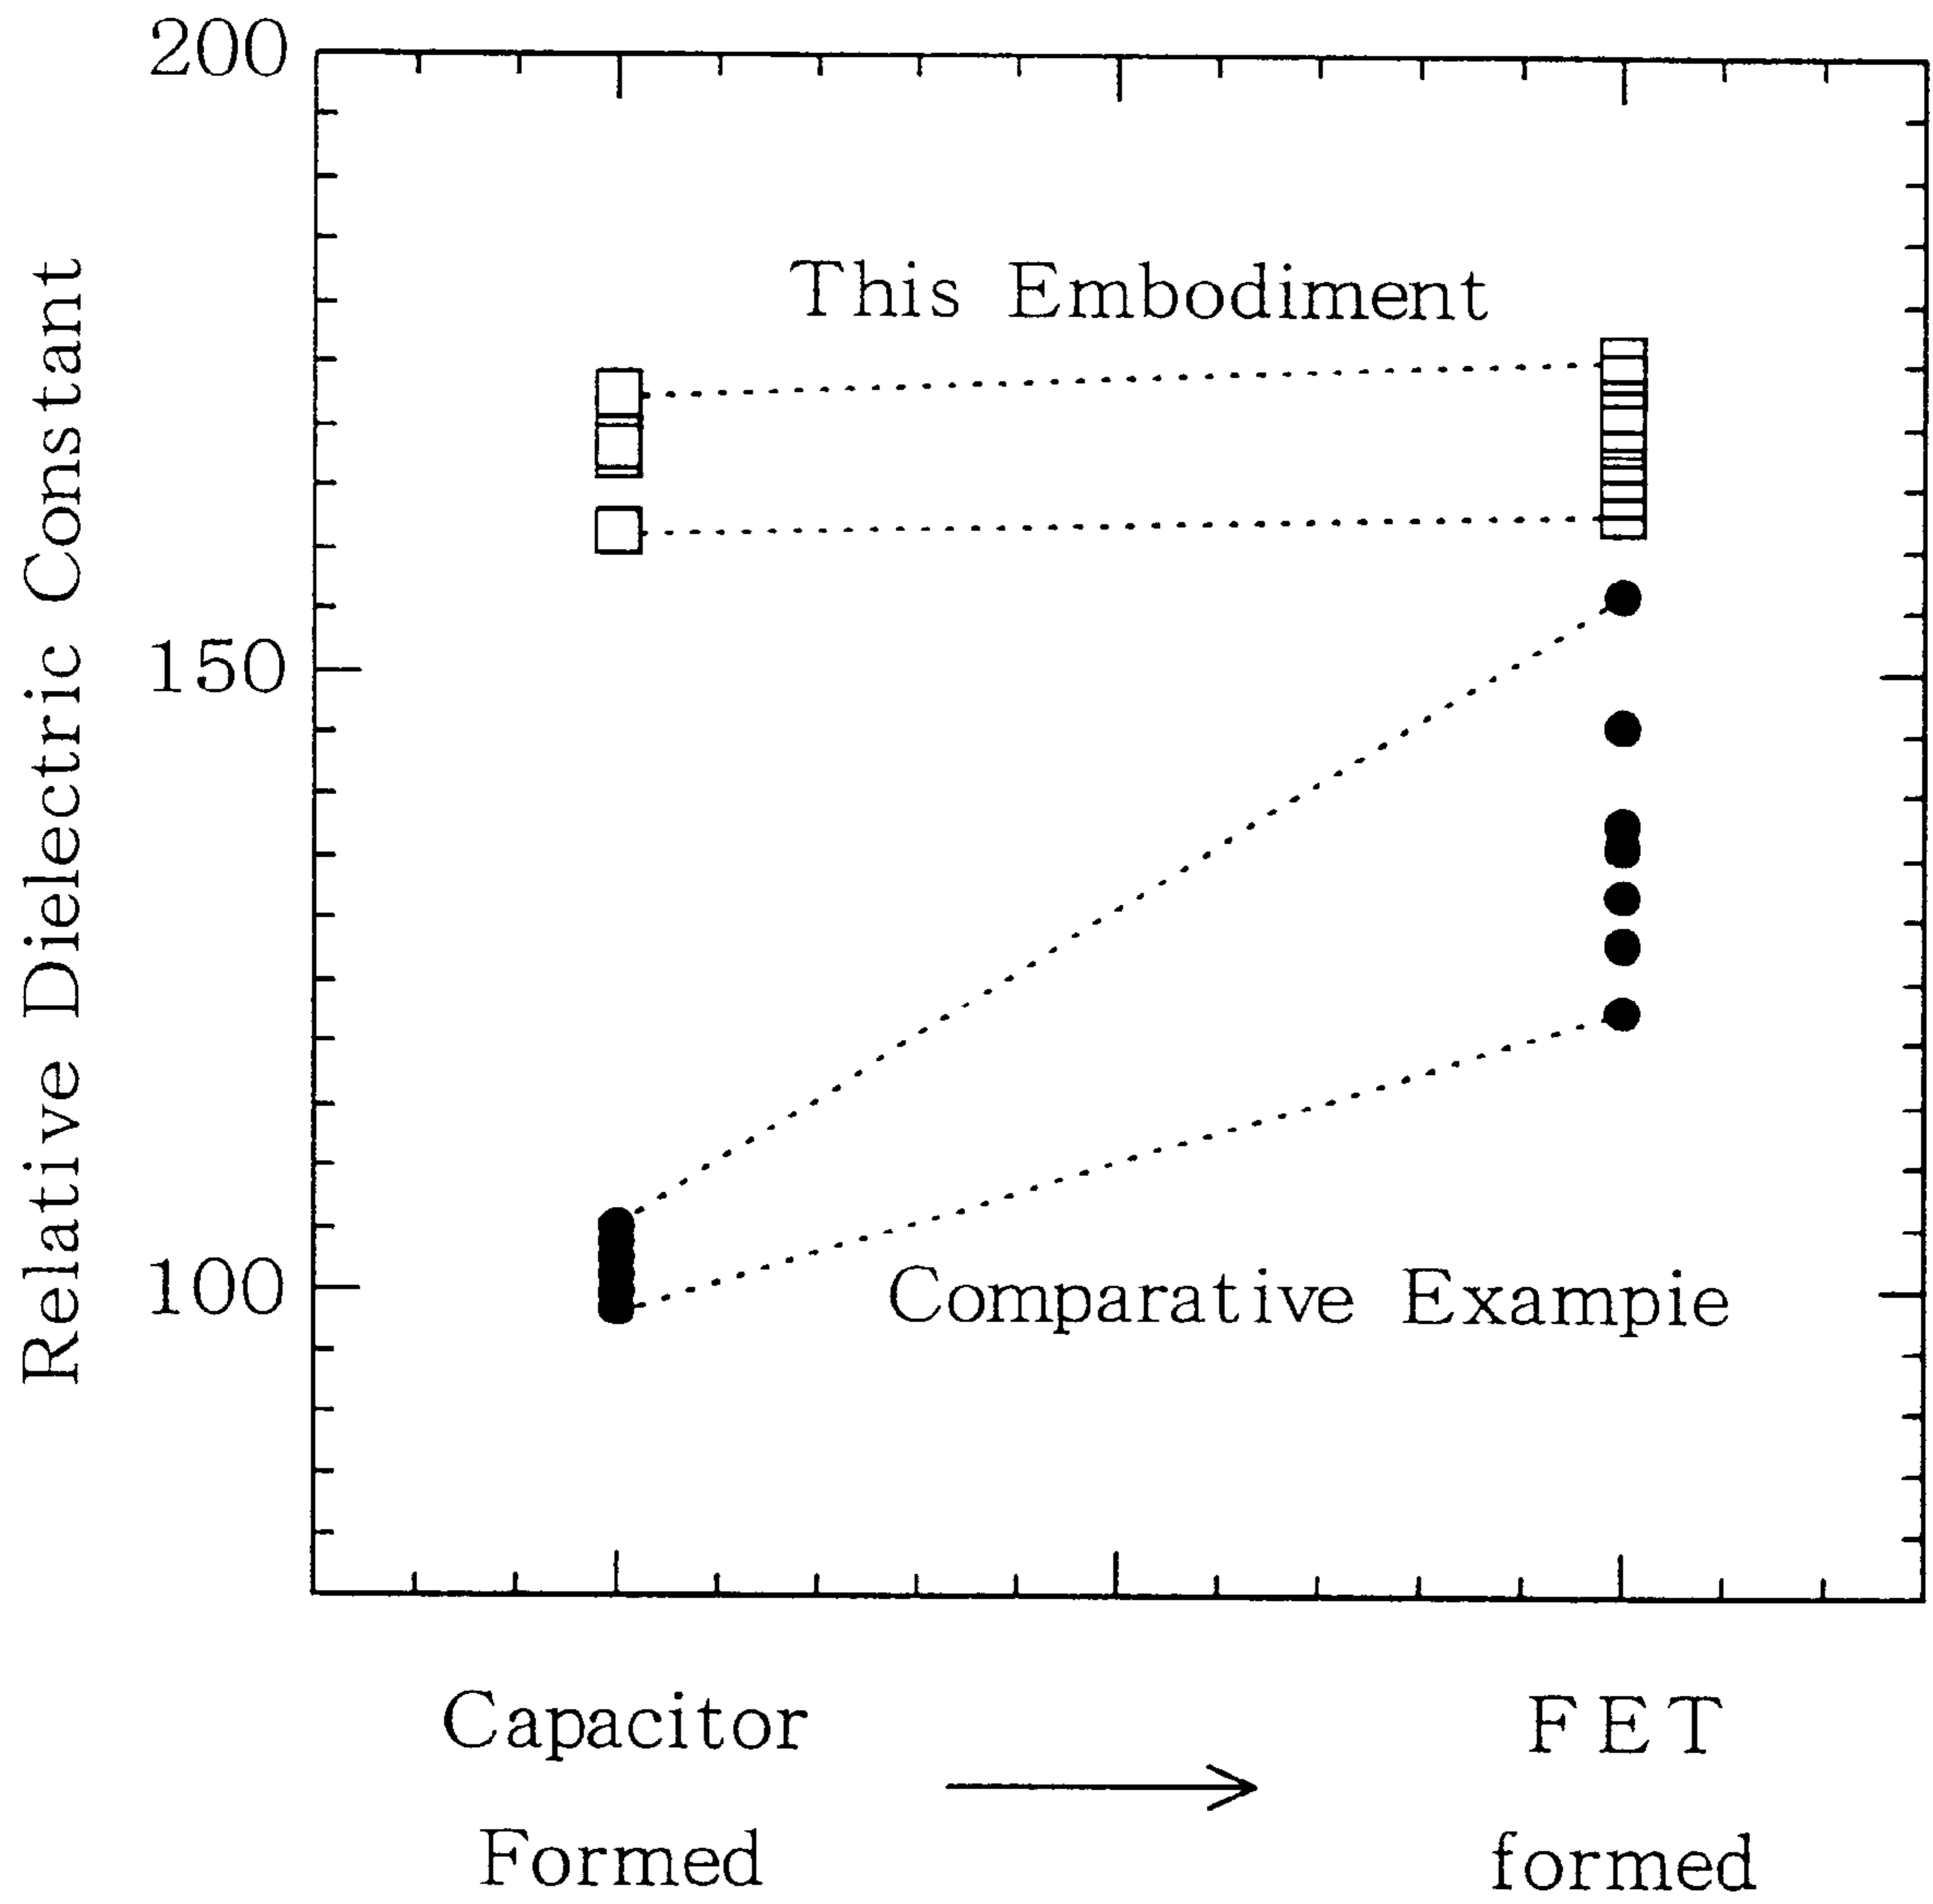 200
This Embodiment
Relative Dielectric Constant
150
100
Comparative Exampie
Capacitor
Formed
FET
formed